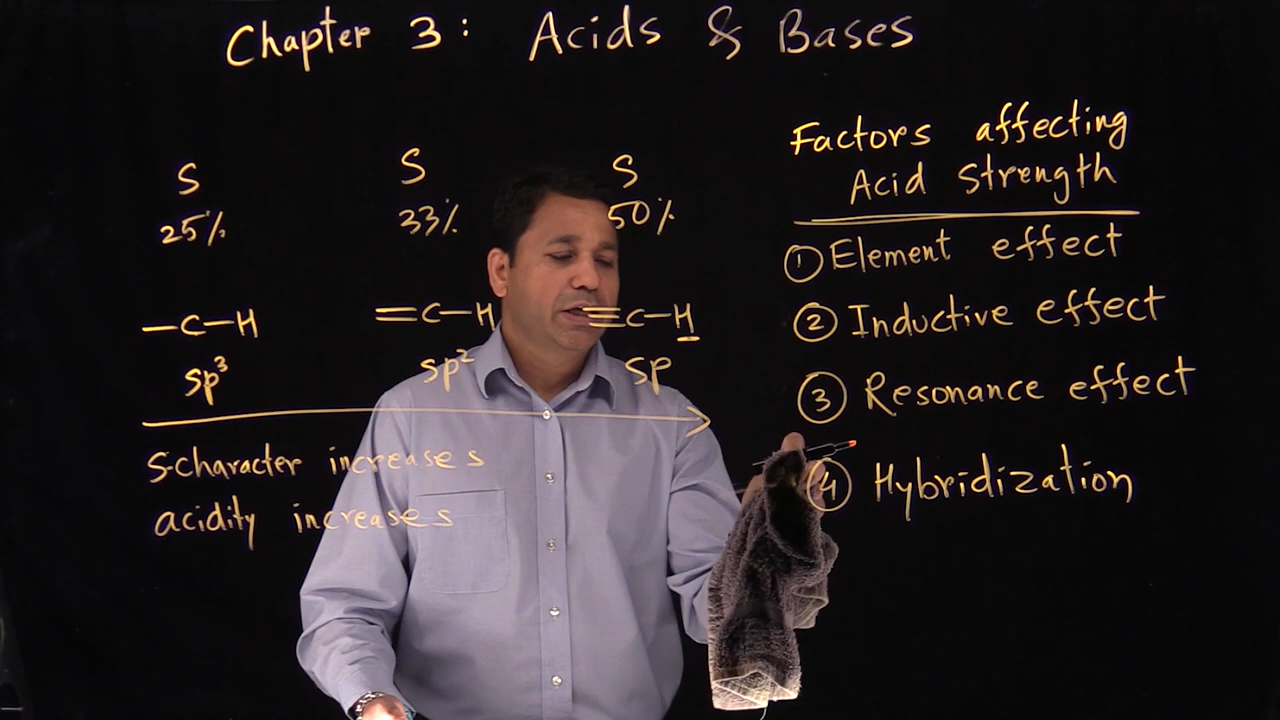 Chapter 3: Acids & Bases
S S S
25% 33% 50%
—C—H =C—H ≡C—H
sp³ sp² sp
S-character increases
acidity increases
Factors affecting
Acid strength
① Element effect
② Inductive effect
③ Resonance effect
④ Hybridization